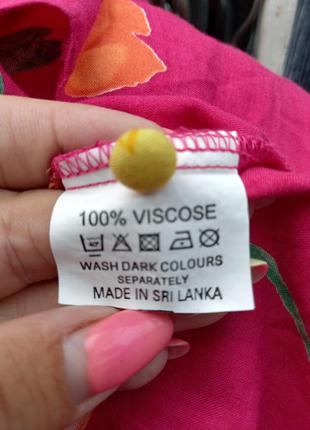 100% VISCOSE
WASH DARK COLOURS
SEPARATELY
MADE IN SRI LANKA